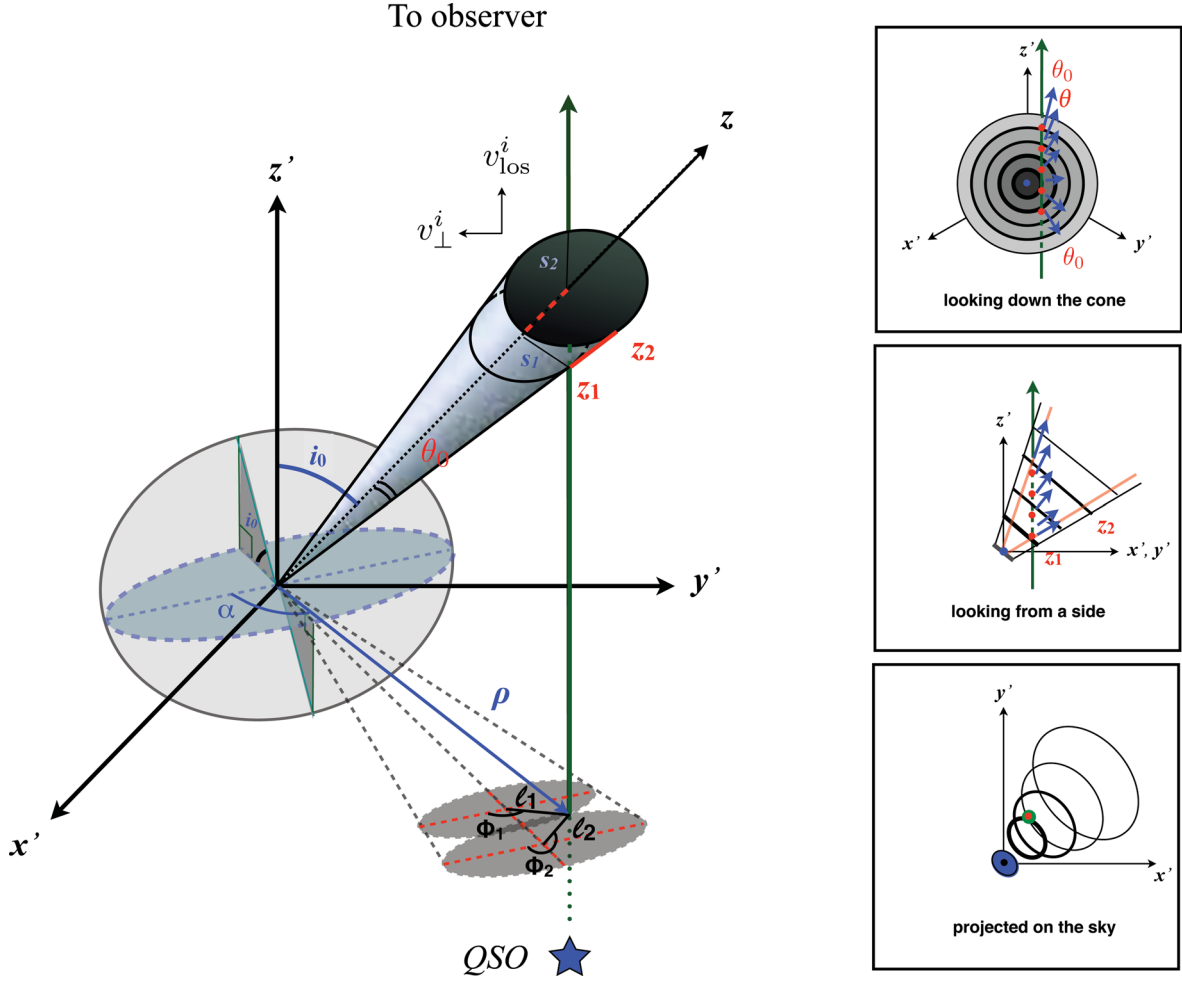 To observer
z'
z
v^i_los
v^i_⊥
s2
s1
z2
z1
θ0
i0
i0
α
y'
x'
ρ
ℓ1
ℓ2
Φ1
Φ2
QSO
z'
θ0
θ
x'
y'
θ0
looking down the cone
z'
z2
z1
x', y'
looking from a side
y'
x'
projected on the sky